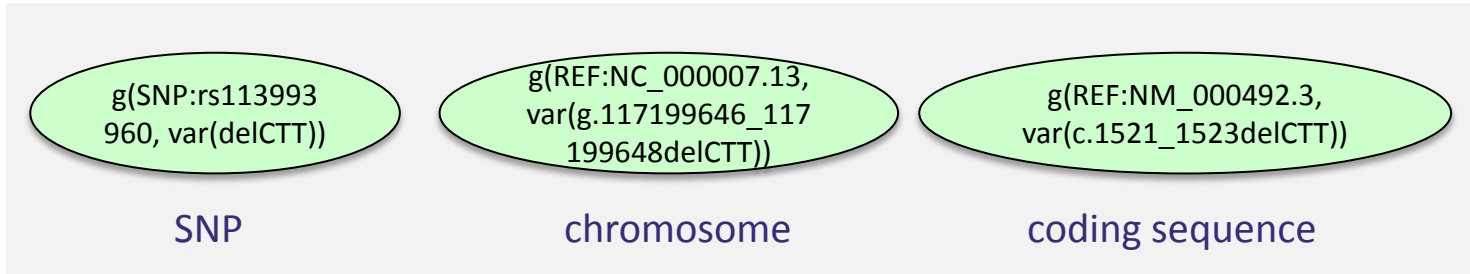 g(SNP:rs113993
960, var(delCTT))
g(REF:NC_000007.13,
var(g.117199646_117
199648delCTT))
g(REF:NM_000492.3,
var(c.1521_1523delCTT))
SNP
chromosome
coding sequence